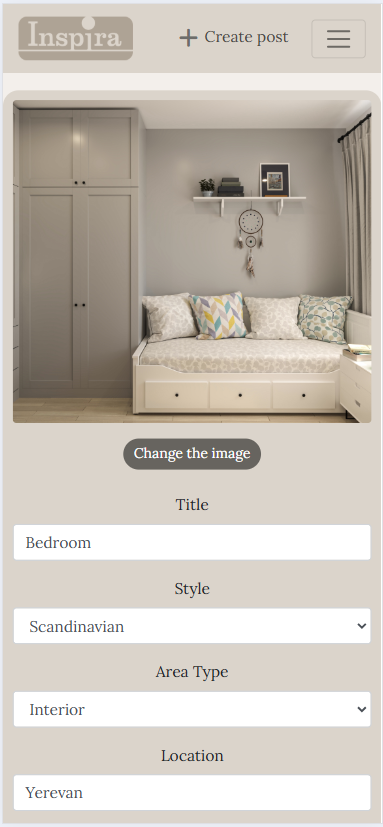 Inspira
Create post
Change the image
Title
Bedroom
Style
Scandinavian
Area Type
Interior
Location
Yerevan